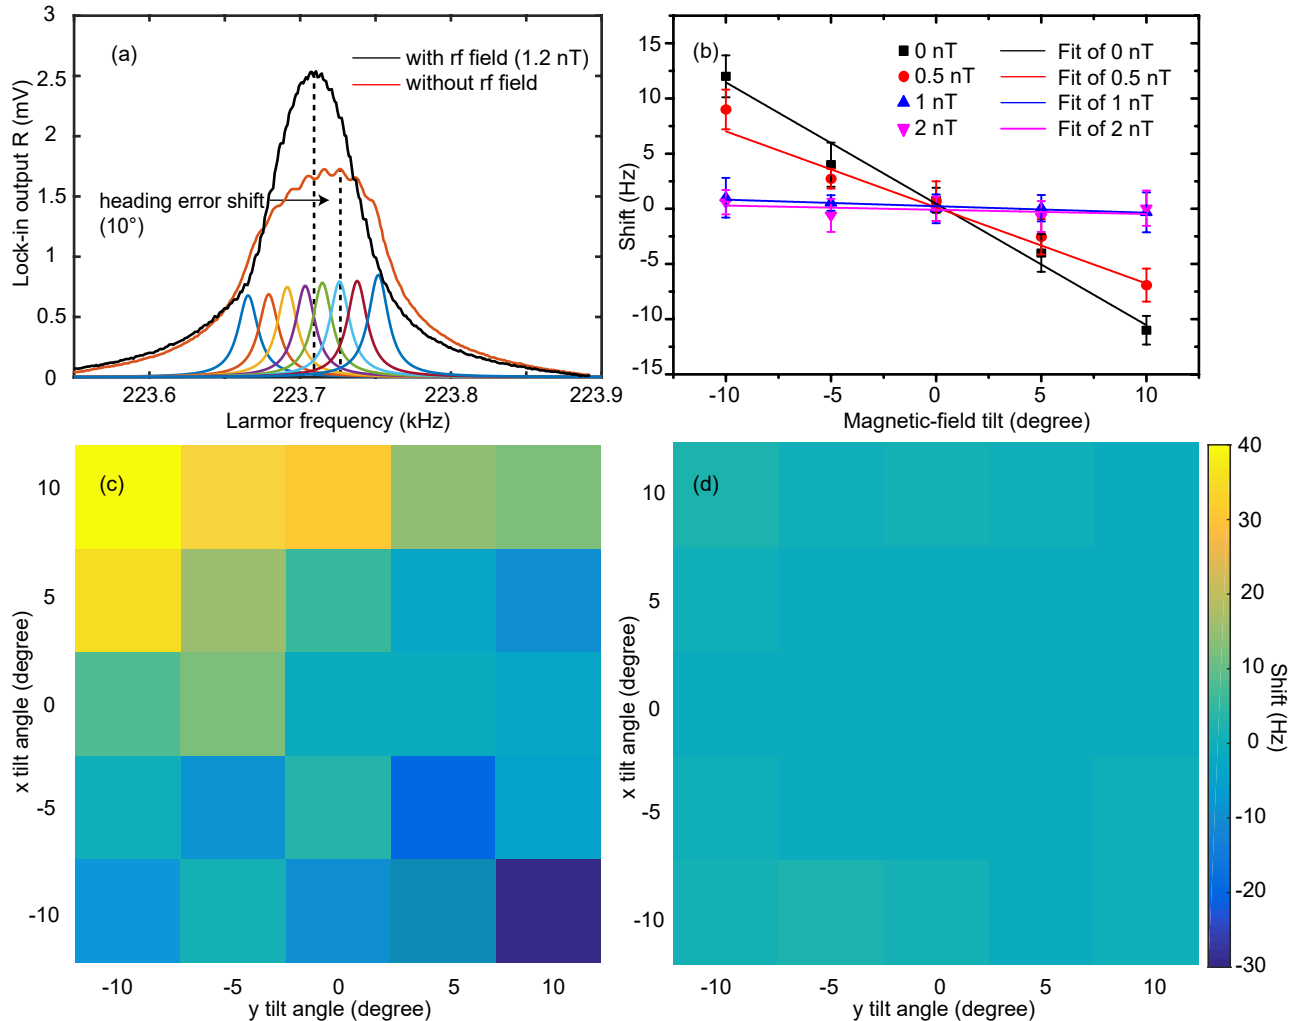 (a)
with rf field (1.2 nT)
without rf field
heading error shift
(10°)
Lock-in output R (mV)
3
2.5
2
1.5
1
0.5
0
223.6
223.7
223.8
223.9
Larmor frequency (kHz)
(b)
0 nT
0.5 nT
1 nT
2 nT
Fit of 0 nT
Fit of 0.5 nT
Fit of 1 nT
Fit of 2 nT
Shift (Hz)
15
10
5
0
-5
-10
-15
-10
-5
0
5
10
Magnetic-field tilt (degree)
(c)
x tilt angle (degree)
10
5
0
-5
-10
-10
-5
0
5
10
y tilt angle (degree)
(d)
x tilt angle (degree)
10
5
0
-5
-10
-10
-5
0
5
10
y tilt angle (degree)
40
30
20
10
0
-10
-20
-30
Shift (Hz)